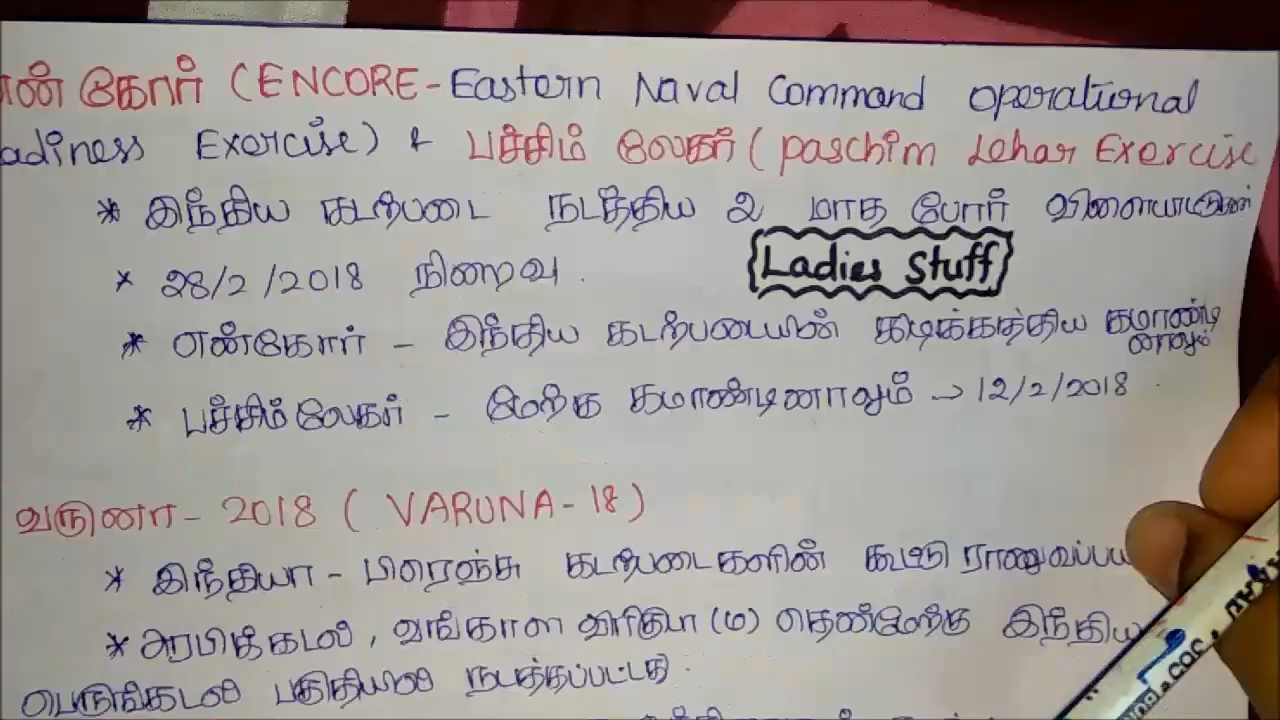 ன் கோர் (ENCORE - Eastern Naval Command Operational
adiness Exercise) & பச்சிம் லேகர் (paschim Lehar Exercise
* இந்திய கடற்படை நடத்திய 2 மாத போர் விளையாட்டுகள்
Ladies Stuff
* 28/2/2018 நிறைவு.
* என்கோர் - இந்திய கடற்படையின் கிழக்கத்திய கமாண்டி
னாலும்
* பச்சிம் லேகர் - மேற்கு கமாண்டினாலும் → 12/2/2018
வருனா - 2018 ( VARUNA - 18 )
* இந்தியா - பிரெஞ்சு கடற்படைகளின் கூட்டு ராணுவப்பய
* அரபிக்கடல், வங்காள விரிகுடா (ம) தென்மேற்கு இந்திய
பெருங்கடல் பகுதியில் நடத்தப்பட்டது.